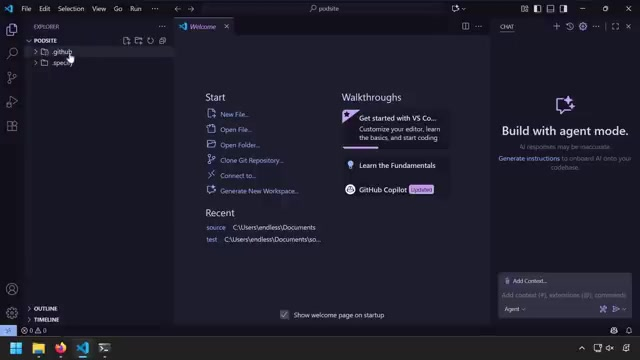 File Edit Selection View Go Run ···
podsite
EXPLORER
PODSITE
.github
.specify
OUTLINE
TIMELINE
Welcome
Start
New File...
Open File...
Open Folder...
Clone Git Repository...
Connect to...
Generate New Workspace...
Recent
source C:\Users\endless\Documents
test C:\Users\endless\Documents\so...
Walkthroughs
Get started with VS Co...
Customize your editor, learn
the basics, and start coding
Learn the Fundamentals
GitHub Copilot Updated
Show welcome page on startup
CHAT
Build with agent mode.
AI responses may be inaccurate.
Generate instructions to onboard AI onto your
codebase.
Add Context...
Add context (#), extensions (@), commands
Agent
0 0